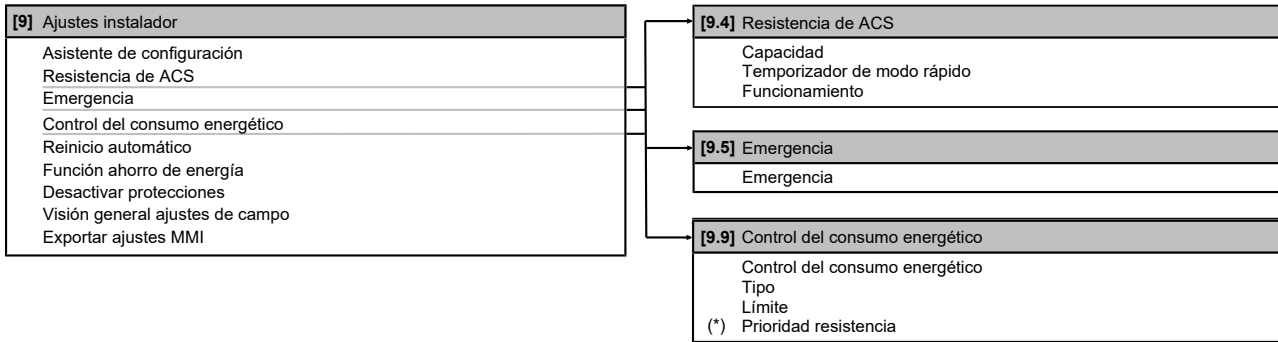 [9] Ajustes instalador
Asistente de configuración
Resistencia de ACS
Emergencia
Control del consumo energético
Reinicio automático
Función ahorro de energía
Desactivar protecciones
Visión general ajustes de campo
Exportar ajustes MMI
[9.4] Resistencia de ACS
Capacidad
Temporizador de modo rápido
Funcionamiento
[9.5] Emergencia
Emergencia
[9.9] Control del consumo energético
Control del consumo energético
Tipo
Límite
(*) Prioridad resistencia